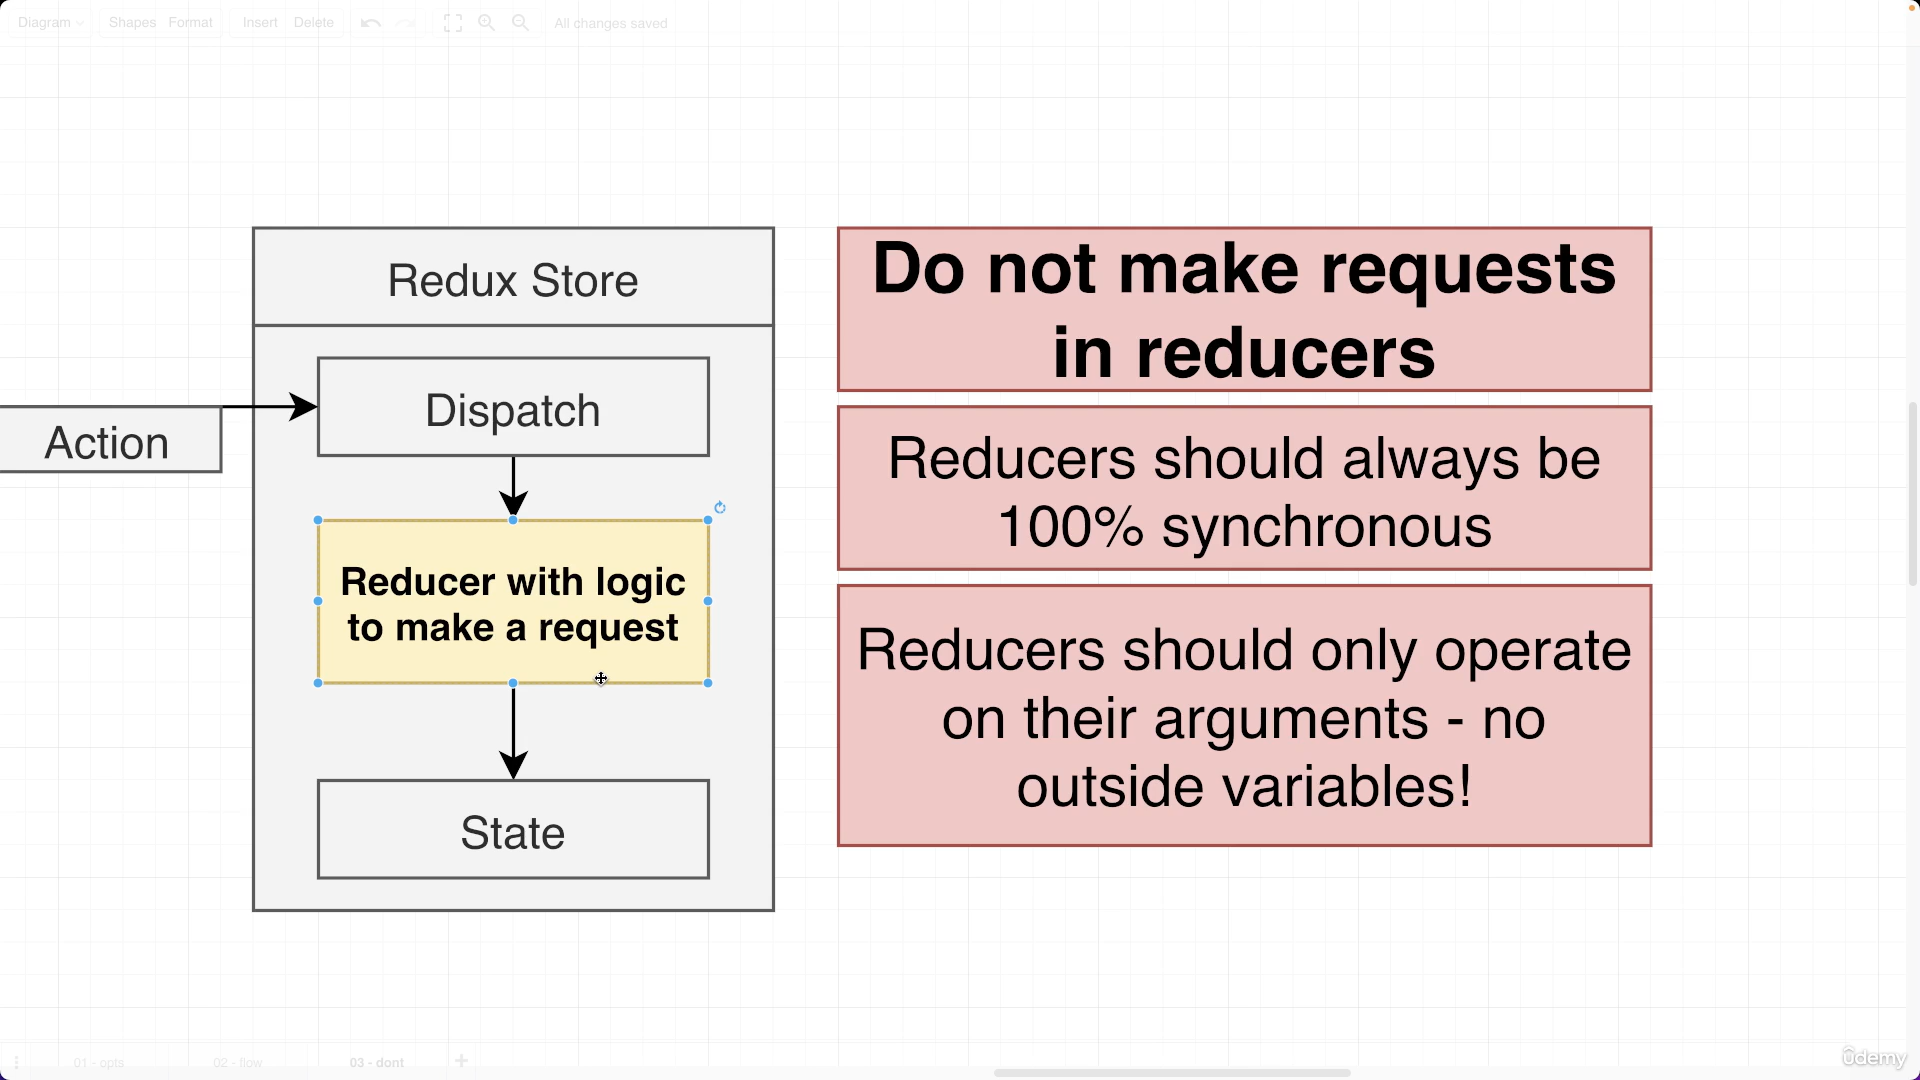 Diagram
Shapes
Format
Insert
Delete
All changes saved
Redux Store
Dispatch
Action
Reducer with logic
to make a request
State
Do not make requests
in reducers
Reducers should always be
100% synchronous
Reducers should only operate
on their arguments - no
outside variables!
01 - opts
02 - flow
03 - dont
ûdemy